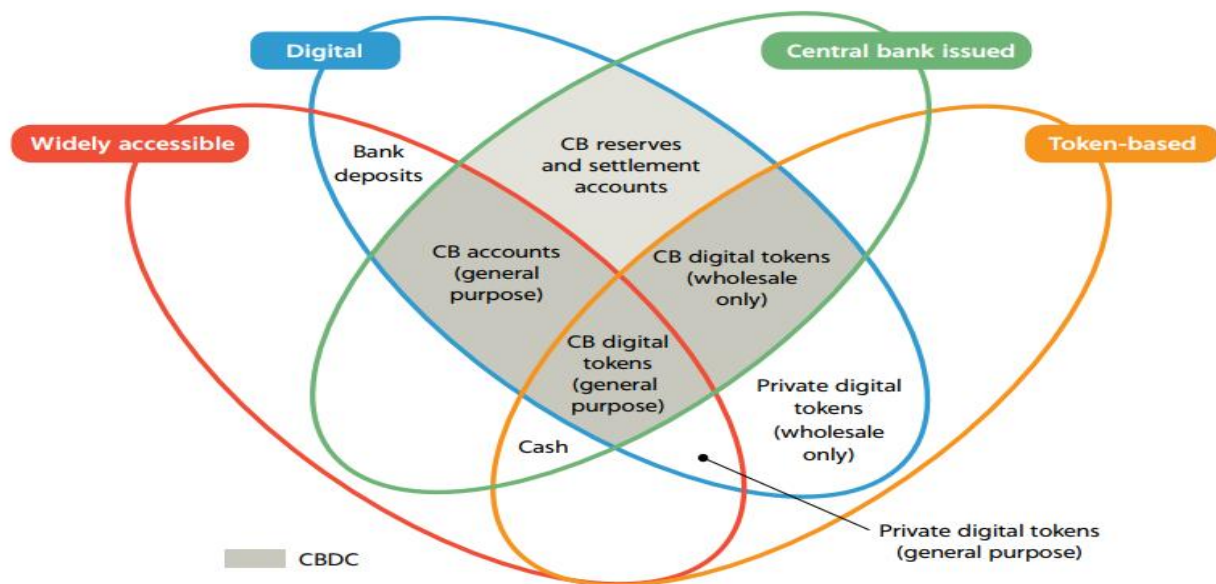 Digital
Central bank issued
Widely accessible
Token-based
Bank
deposits
CB reserves
and settlement
accounts
CB accounts
(general
purpose)
CB digital tokens
(wholesale
only)
CB digital
tokens
(general
purpose)
Private digital
tokens
(wholesale
only)
Cash
Private digital tokens
(general purpose)
CBDC